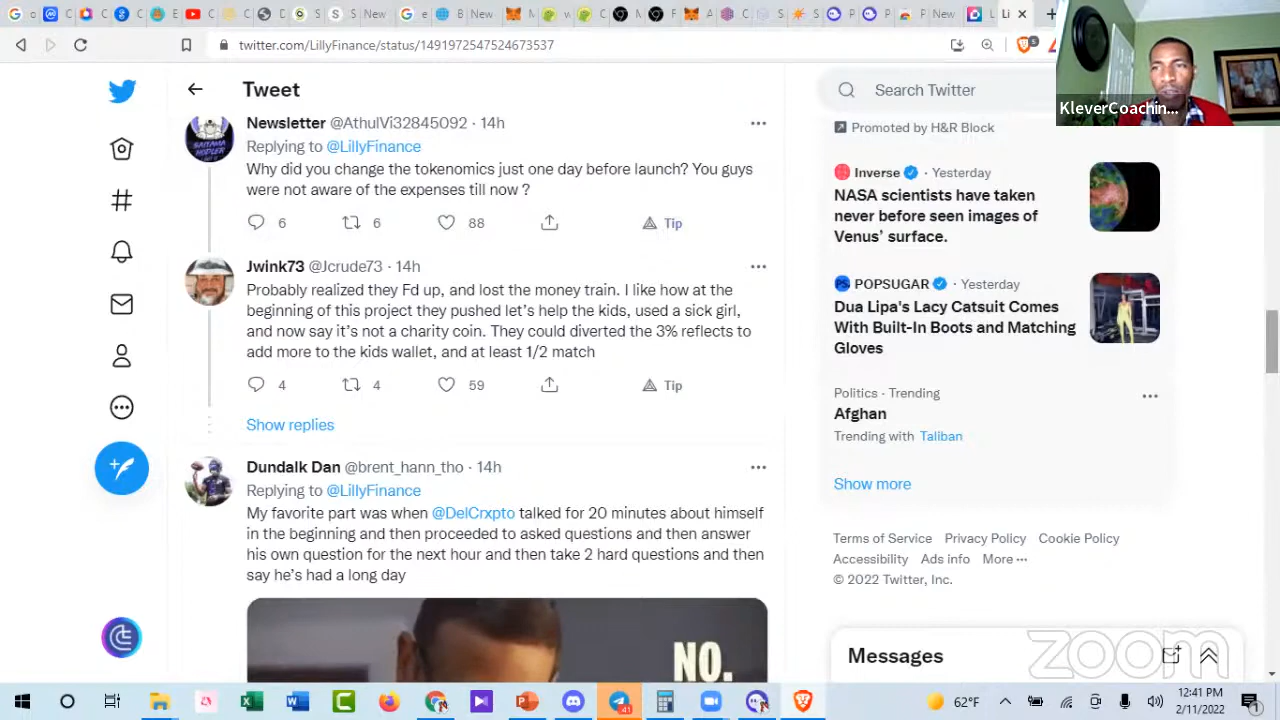 Li
twitter.com/LillyFinance/status/1491972547524673537
5
KleverCoachin...
Tweet
Search Twitter
Newsletter @AthulVi32845092 · 14h
Replying to @LillyFinance
Why did you change the tokenomics just one day before launch? You guys
were not aware of the expenses till now ?
6 6 88 Tip
Jwink73 @Jcrude73 · 14h
Probably realized they Fd up, and lost the money train. I like how at the
beginning of this project they pushed let's help the kids, used a sick girl,
and now say it's not a charity coin. They could diverted the 3% reflects to
add more to the kids wallet, and at least 1/2 match
4 4 59 Tip
Show replies
Dundalk Dan @brent_hann_tho · 14h
Replying to @LillyFinance
My favorite part was when @DelCrxpto talked for 20 minutes about himself
in the beginning and then proceeded to asked questions and then answer
his own question for the next hour and then take 2 hard questions and then
say he's had a long day
NO.
Promoted by H&R Block
Inverse · Yesterday
NASA scientists have taken
never before seen images of
Venus' surface.
POPSUGAR · Yesterday
Dua Lipa's Lacy Catsuit Comes
With Built-In Boots and Matching
Gloves
Politics · Trending
Afghan
Trending with Taliban
Show more
Terms of Service Privacy Policy Cookie Policy
Accessibility Ads info More ···
© 2022 Twitter, Inc.
Messages
zoom
41
62°F
12:41 PM
2/11/2022
1